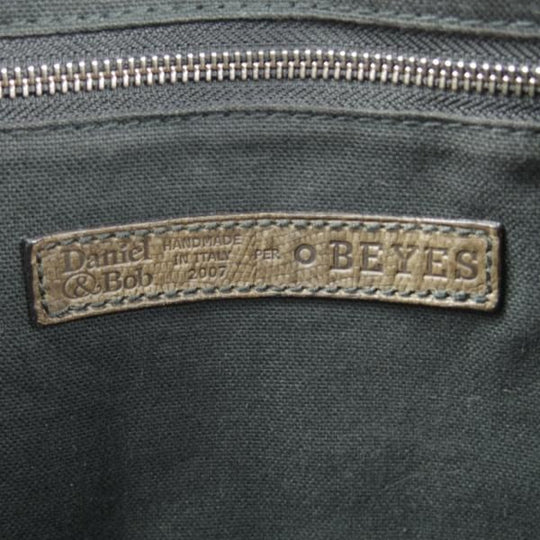 Daniel
& Bob
HANDMADE
IN ITALY
2007
PER
BEYES